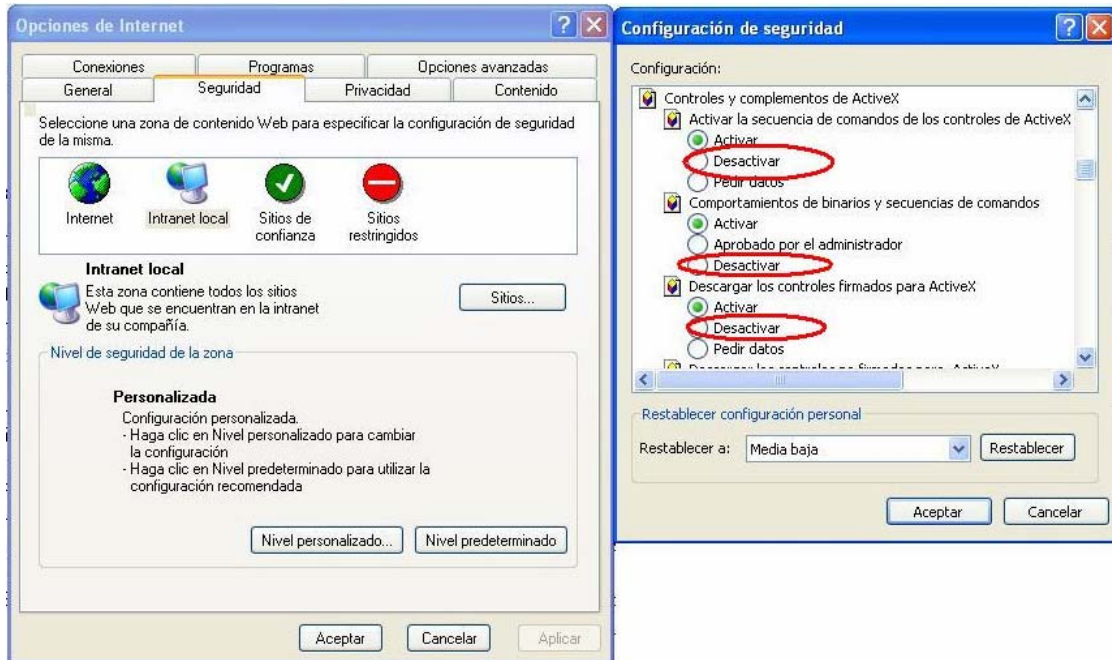 Opciones de Internet
Conexiones
Programas
Opciones avanzadas
General
Seguridad
Privacidad
Contenido
Seleccione una zona de contenido Web para especificar la configuración de seguridad
de la misma.
Internet
Intranet local
Sitios de
confianza
Sitios
restringidos
Intranet local
Esta zona contiene todos los sitios
Web que se encuentran en la intranet
de su compañía.
Sitios...
Nivel de seguridad de la zona
Personalizada
Configuración personalizada.
- Haga clic en Nivel personalizado para cambiar
la configuración
- Haga clic en Nivel predeterminado para utilizar la
configuración recomendada
Nivel personalizado...
Nivel predeterminado
Aceptar
Cancelar
Aplicar
Configuración de seguridad
Configuración:
Controles y complementos de ActiveX
Activar la secuencia de comandos de los controles de ActiveX
Activar
Desactivar
Pedir datos
Comportamientos de binarios y secuencias de comandos
Activar
Aprobado por el administrador
Desactivar
Descargar los controles firmados para ActiveX
Activar
Desactivar
Pedir datos
Descargar los controles no firmados para ActiveX
Restablecer configuración personal
Restablecer a:
Media baja
Restablecer
Aceptar
Cancelar